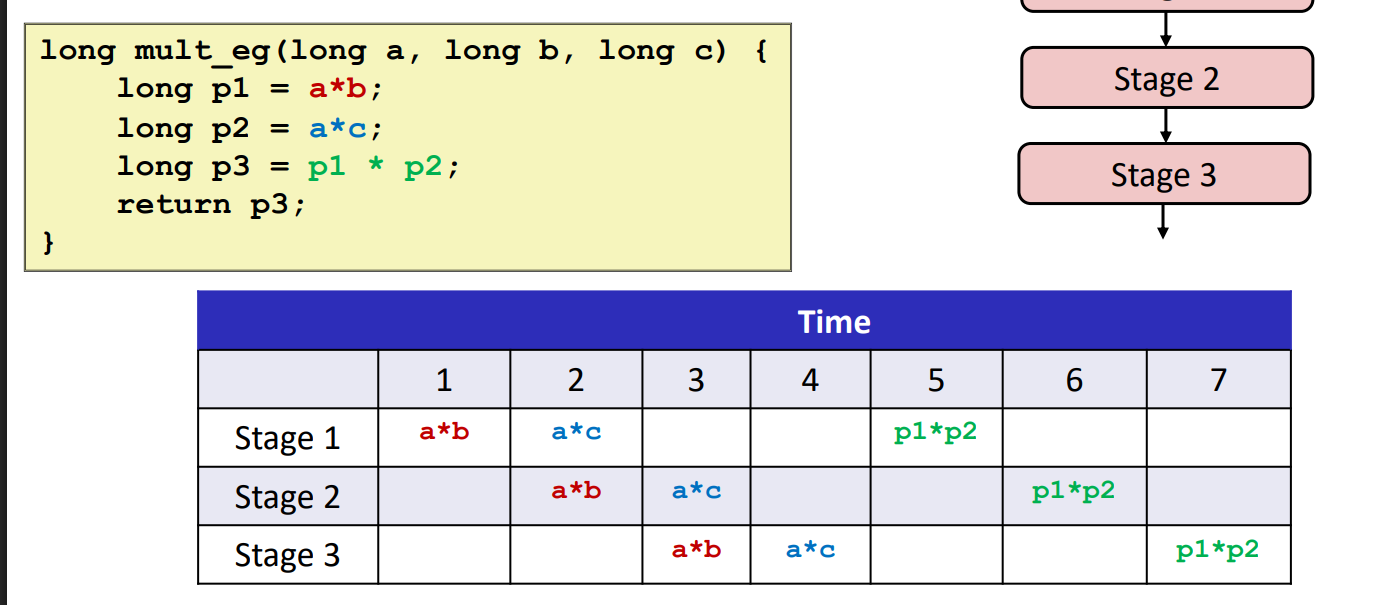 long mult_eg(long a, long b, long c) {
    long p1 = a*b;
    long p2 = a*c;
    long p3 = p1 * p2;
    return p3;
}
Stage 2
Stage 3
Time
1 2 3 4 5 6 7
Stage 1 a*b a*c p1*p2
Stage 2 a*b a*c p1*p2
Stage 3 a*b a*c p1*p2